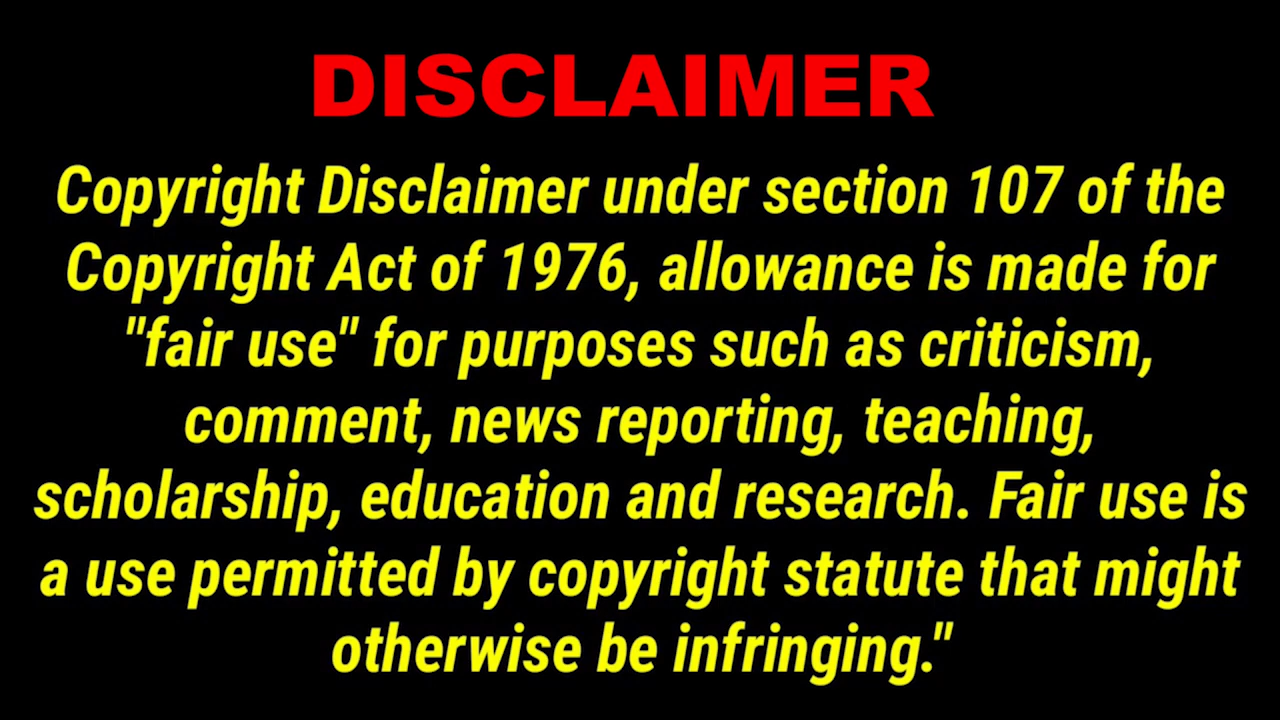 DISCLAIMER
Copyright Disclaimer under section 107 of the
Copyright Act of 1976, allowance is made for
"fair use" for purposes such as criticism,
comment, news reporting, teaching,
scholarship, education and research. Fair use is
a use permitted by copyright statute that might
otherwise be infringing."